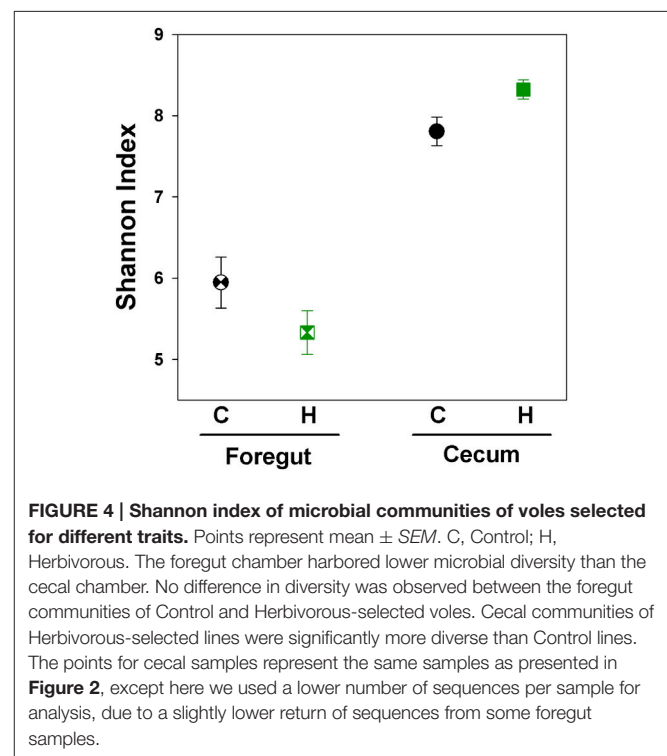 9
8
7
6
5
Shannon Index
C H C H
Foregut Cecum
FIGURE 4 | Shannon index of microbial communities of voles selected
for different traits. Points represent mean ± SEM. C, Control; H,
Herbivorous. The foregut chamber harbored lower microbial diversity than the
cecal chamber. No difference in diversity was observed between the foregut
communities of Control and Herbivorous-selected voles. Cecal communities of
Herbivorous-selected lines were significantly more diverse than Control lines.
The points for cecal samples represent the same samples as presented in
Figure 2, except here we used a lower number of sequences per sample for
analysis, due to a slightly lower return of sequences from some foregut
samples.